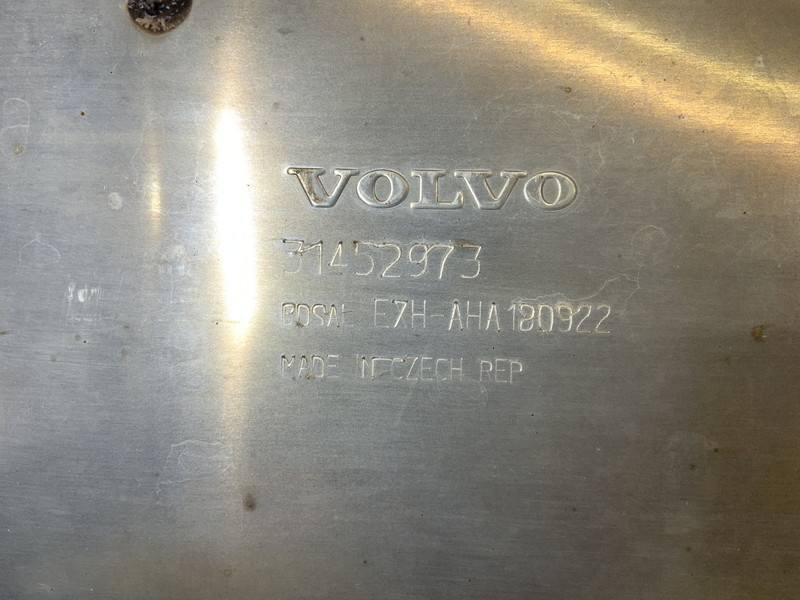 VOLVO
31452973
BOSAL E7H-AHA180922
MADE IN CZECH REP